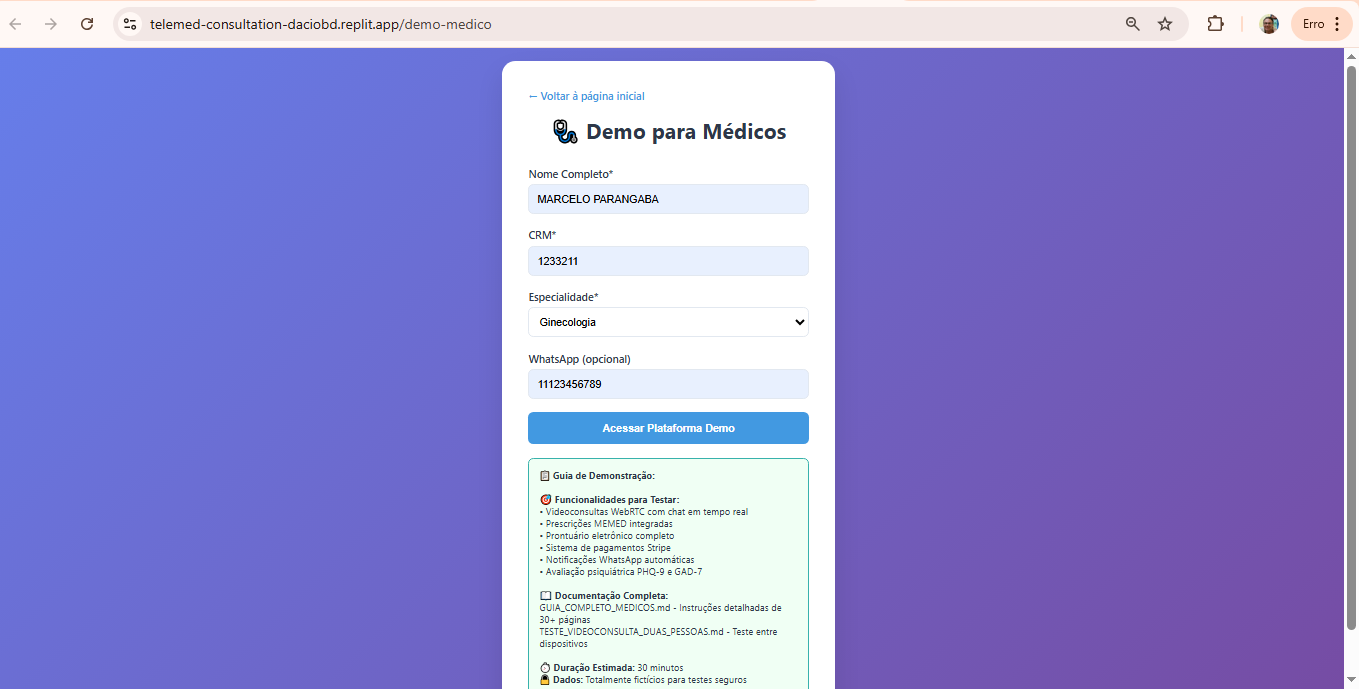 telemed-consultation-daciobd.replit.app/demo-medico
Erro
← Voltar à página inicial
Demo para Médicos
Nome Completo*
MARCELO PARANGABA
CRM*
1233211
Especialidade*
Ginecologia
WhatsApp (opcional)
11123456789
Acessar Plataforma Demo
Guia de Demonstração:
Funcionalidades para Testar:
• Videoconsultas WebRTC com chat em tempo real
• Prescrições MEMED integradas
• Prontuário eletrônico completo
• Sistema de pagamentos Stripe
• Notificações WhatsApp automáticas
• Avaliação psiquiátrica PHQ-9 e GAD-7
Documentação Completa:
GUIA_COMPLETO_MEDICOS.md - Instruções detalhadas de
30+ páginas
TESTE_VIDEOCONSULTA_DUAS_PESSOAS.md - Teste entre
dispositivos
Duração Estimada: 30 minutos
Dados: Totalmente fictícios para testes seguros